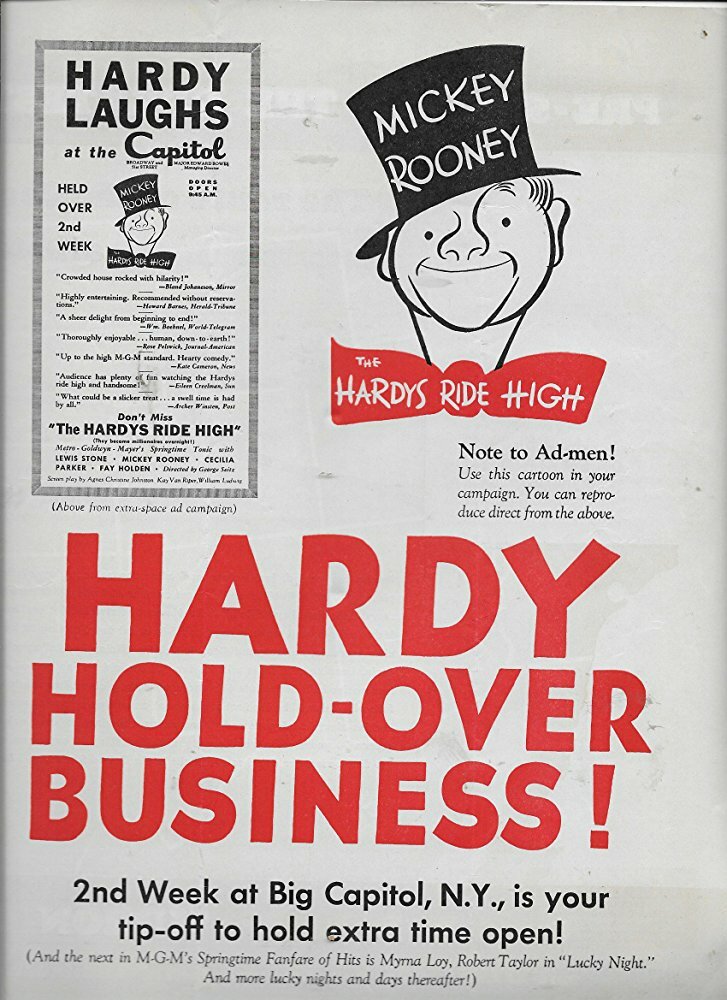 HARDY
LAUGHS
at the Capitol
BROADWAY and 51st STREET
MAJOR EDWARD BOWES
Managing Director
HELD
OVER
2nd
WEEK
DOORS
OPEN
9:45 A.M.
MICKEY
ROONEY
THE
HARDYS RIDE HIGH
"Crowded house rocked with hilarity!"
—Bland Johaneson, Mirror
"Highly entertaining. Recommended without reserva-
tions."
—Howard Barnes, Herald-Tribune
"A sheer delight from beginning to end!"
—Wm. Boehnel, World-Telegram
"Thoroughly enjoyable . . . human, down-to-earth!"
—Rose Pelswick, Journal-American
"Up to the high M-G-M standard. Hearty comedy."
—Kate Cameron, News
"Audience has plenty of fun watching the Hardys
ride high and handsome!"
—Eileen Creelman, Sun
"What could be a slicker treat . . . a swell time is had
by all."
—Archer Winsten, Post
Don't Miss
"The HARDYS RIDE HIGH"
(They become millionaires overnight!)
Metro-Goldwyn-Mayer's Springtime Tonic with
LEWIS STONE · MICKEY ROONEY · CECILIA
PARKER · FAY HOLDEN · Directed by George Seitz
Screen play by Agnes Christine Johnston Kay Van Riper, William Ludwig
(Above from extra-space ad campaign)
MICKEY
ROONEY
THE
HARDYS RIDE HIGH
Note to Ad-men!
Use this cartoon in your
campaign. You can repro-
duce direct from the above.
HARDY
HOLD-OVER
BUSINESS!
2nd Week at Big Capitol, N.Y., is your
tip-off to hold extra time open!
(And the next in M-G-M's Springtime Fanfare of Hits is Myrna Loy, Robert Taylor in "Lucky Night."
And more lucky nights and days thereafter!)